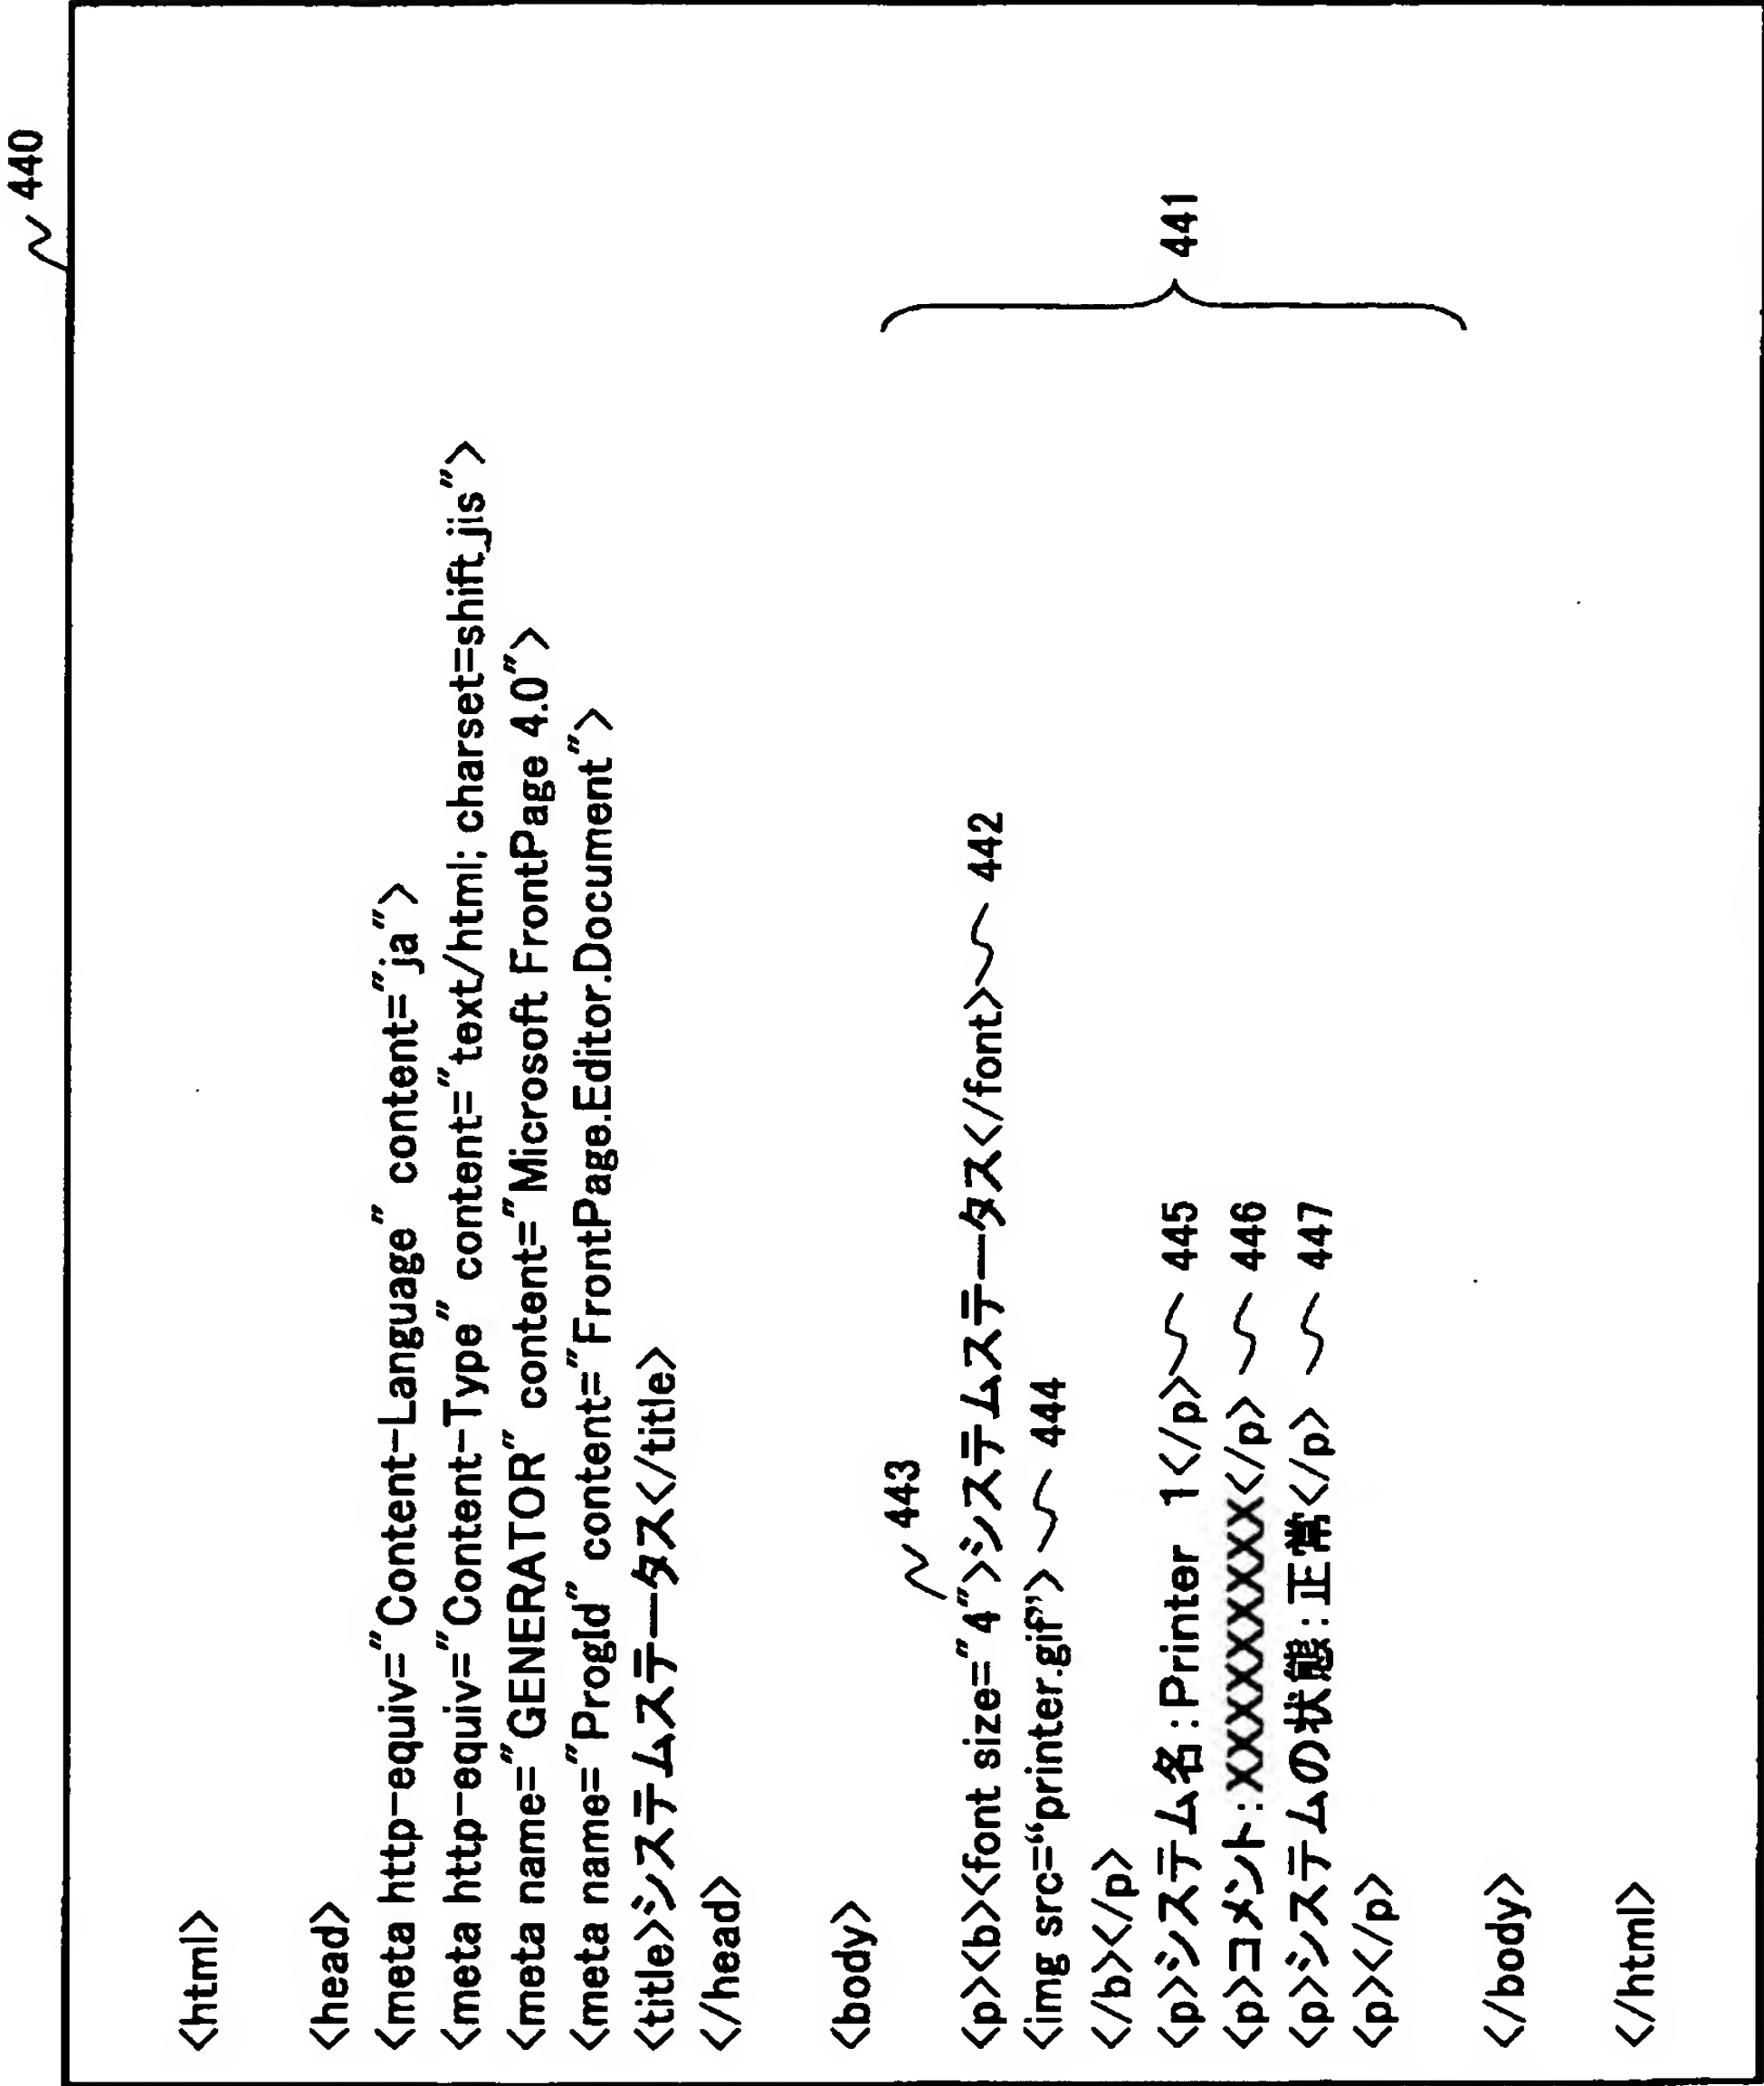 440
<html>
<head>
<meta http-equiv="Content-Language" content="ja">
<meta http-equiv="Content-Type" content="text/html; charset=shift_jis">
<meta name="GENERATOR" content="Microsoft FrontPage 4.0">
<meta name="ProgId" content="FrontPage.Editor.Document">
<title>システムステータス</title>
</head>
<body>
443
<p><b><font size="4">システムステータス</font> 442
<img src="printer.gif"> 444
</b></p>
<p>システム名:Printer 1</p> 445
441
<p>コメント:XXXXXXXX</p> 446
<p>システムの状態:正常</p> 447
<p></p>
</body>
</html>